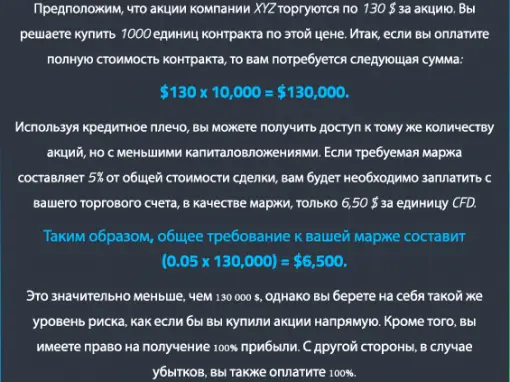 Предположим, что акции компании XYZ торгуются по 130 $ за акцию. Вы
решаете купить 1000 единиц контракта по этой цене. Итак, если вы оплатите
полную стоимость контракта, то вам потребуется следующая сумма:
$130 x 10,000 = $130,000.
Используя кредитное плечо, вы можете получить доступ к тому же количеству
акций, но с меньшими капиталовложениями. Если требуемая маржа
составляет 5% от общей стоимости сделки, вам будет необходимо заплатить с
вашего торгового счета, в качестве маржи, только 6,50 $ за единицу CFD.
Таким образом, общее требование к вашей марже составит
(0.05 x 130,000) = $6,500.
Это значительно меньше, чем 130 000 $, однако вы берете на себя такой же
уровень риска, как если бы вы купили акции напрямую. Кроме того, вы
имеете право на получение 100% прибыли. С другой стороны, в случае
убытков, вы также оплатите 100%.